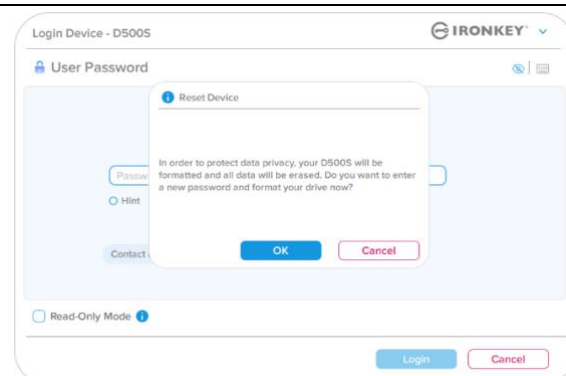 Login Device - D500S
IRONKEY
User Password
Reset Device
In order to protect data privacy, your D500S will be
formatted and all data will be erased. Do you want to enter
a new password and format your drive now?
Passw
Hint
Contact
OK Cancel
Read-Only Mode
Login Cancel